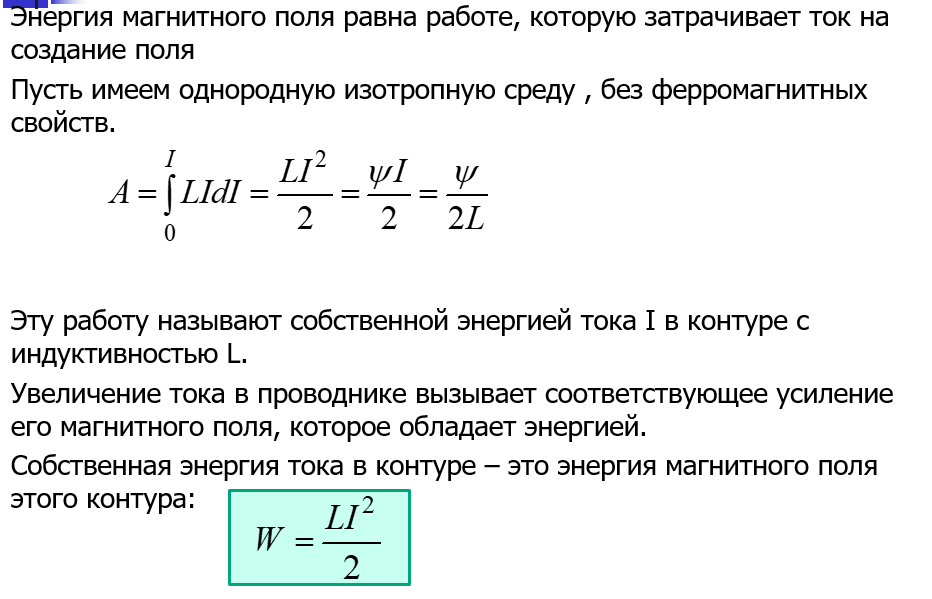 Энергия магнитного поля равна работе, которую затрачивает ток на
создание поля
Пусть имеем однородную изотропную среду , без ферромагнитных
свойств.
A = ∫₀ᴵ LIdI = LI²/2 = ψI/2 = ψ/2L
Эту работу называют собственной энергией тока I в контуре с
индуктивностью L.
Увеличение тока в проводнике вызывает соответствующее усиление
его магнитного поля, которое обладает энергией.
Собственная энергия тока в контуре – это энергия магнитного поля
этого контура:
W = LI²/2